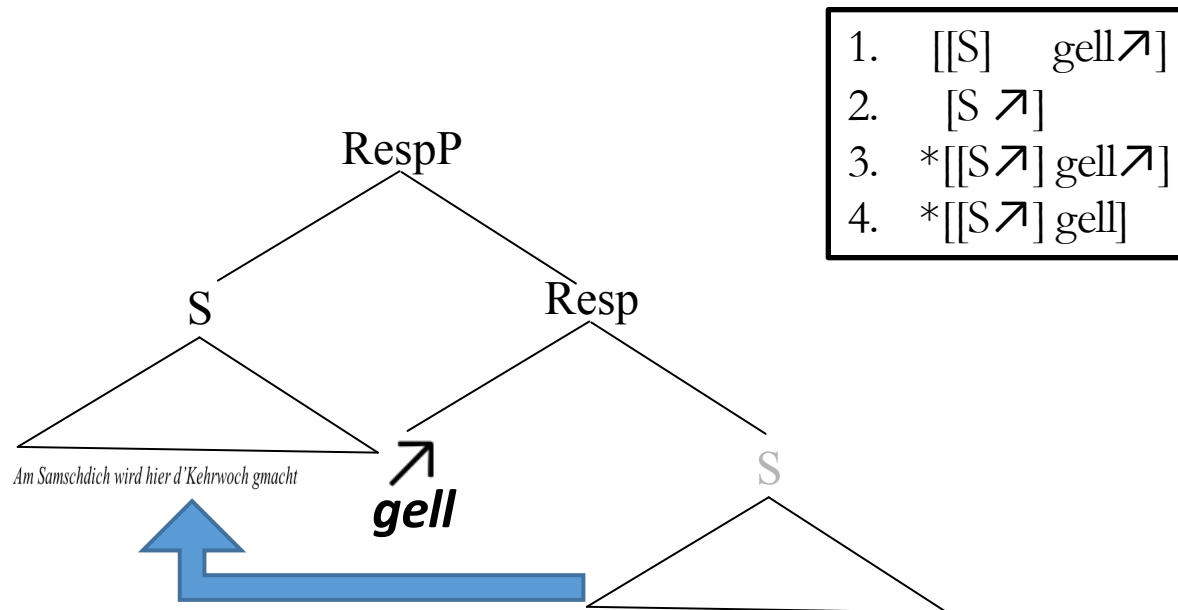 1. [[S] gell↗]
2. [S ↗]
3. *[[S↗] gell↗]
4. *[[S↗] gell]
RespP
S
Resp
Am Samschdich wird hier d'Kehrwoch gmacht
↗
S
gell